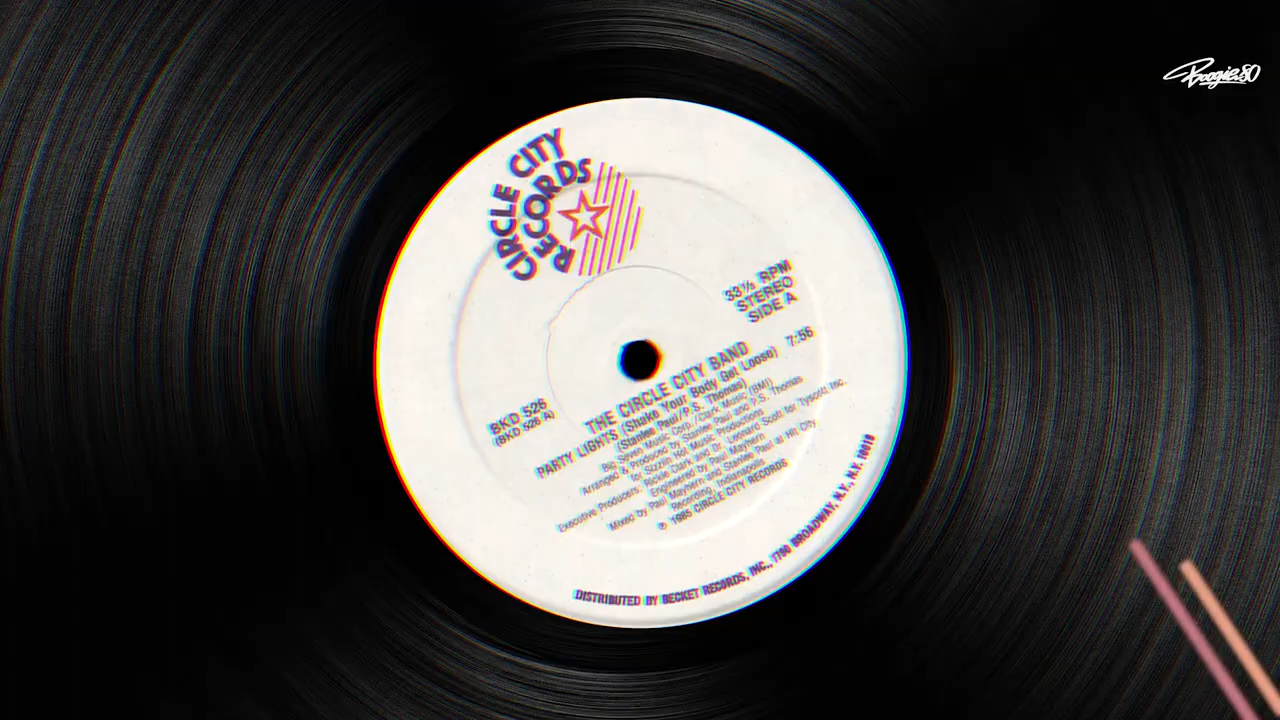 Boogie80
CIRCLE CITY
RECORDS
33 1/3 RPM
STEREO
SIDE A
BKD 526
(BKD 526 A)
THE CIRCLE CITY BAND
PARTY LIGHTS (Shake Your Body Get Loose) 7:56
(Stanlee Paul/P.S. Thomas)
Big Seven Music Corp./Clark Music (BMI)
Arranged & Produced by Stanlee Paul and P.S. Thomas
for Sizzlin Hot Music Productions
Executive Producers: Rickie Clark and Dr. Leonard Scott for Tyscott Inc.
Engineered by Paul Mayhern
Mixed by Paul Mayhern and Stanlee Paul at Hit City
Recording, Indianapolis
℗ 1985 CIRCLE CITY RECORDS
DISTRIBUTED BY BECKET RECORDS, INC., 1790 BROADWAY, N.Y., N.Y. 10019